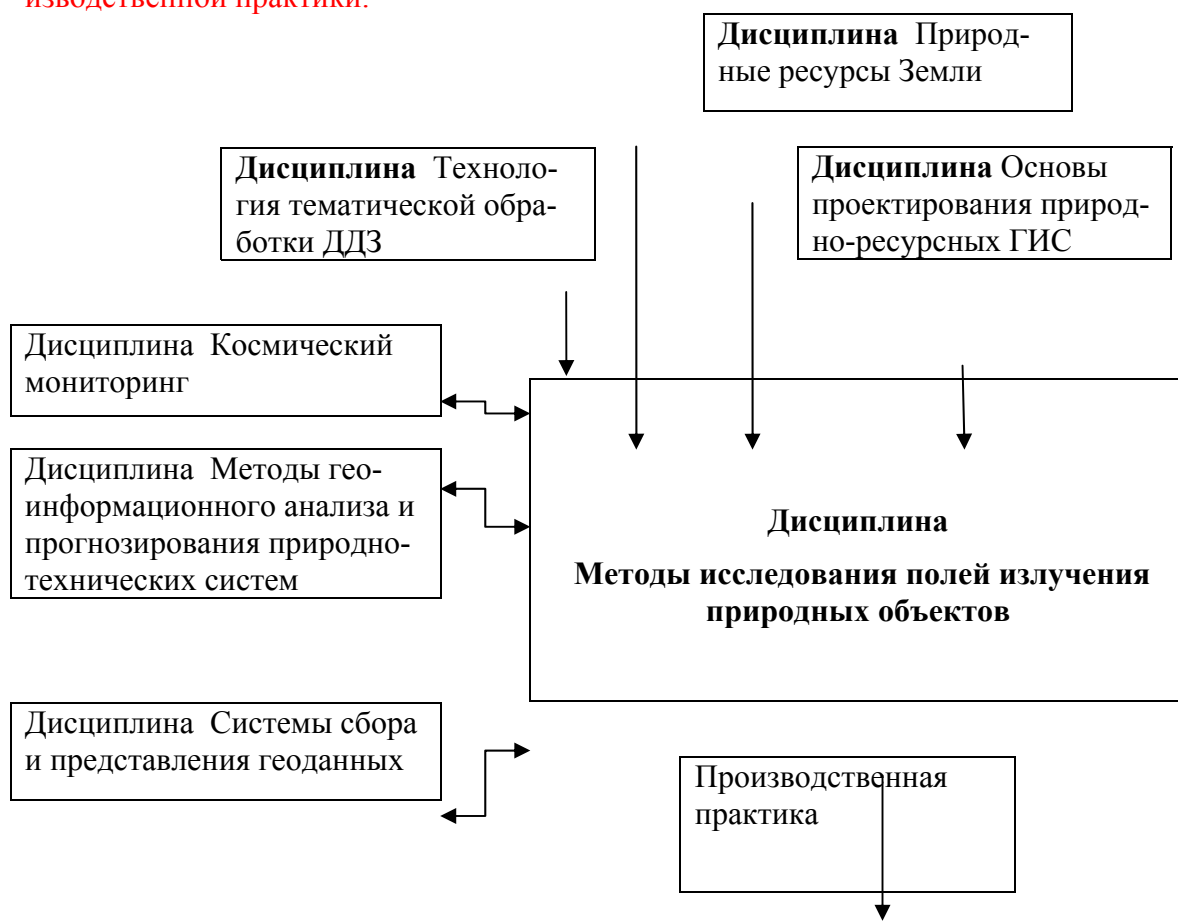 изводственной практики.
Дисциплина Природ-
ные ресурсы Земли
Дисциплина Техноло-
гия тематической обра-
ботки ДДЗ
Дисциплина Основы
проектирования природ-
но-ресурсных ГИС
Дисциплина Космический
мониторинг
Дисциплина Методы гео-
информационного анализа и
прогнозирования природно-
технических систем
Дисциплина
Методы исследования полей излучения
природных объектов
Дисциплина Системы сбора
и представления геоданных
Производственная
практика